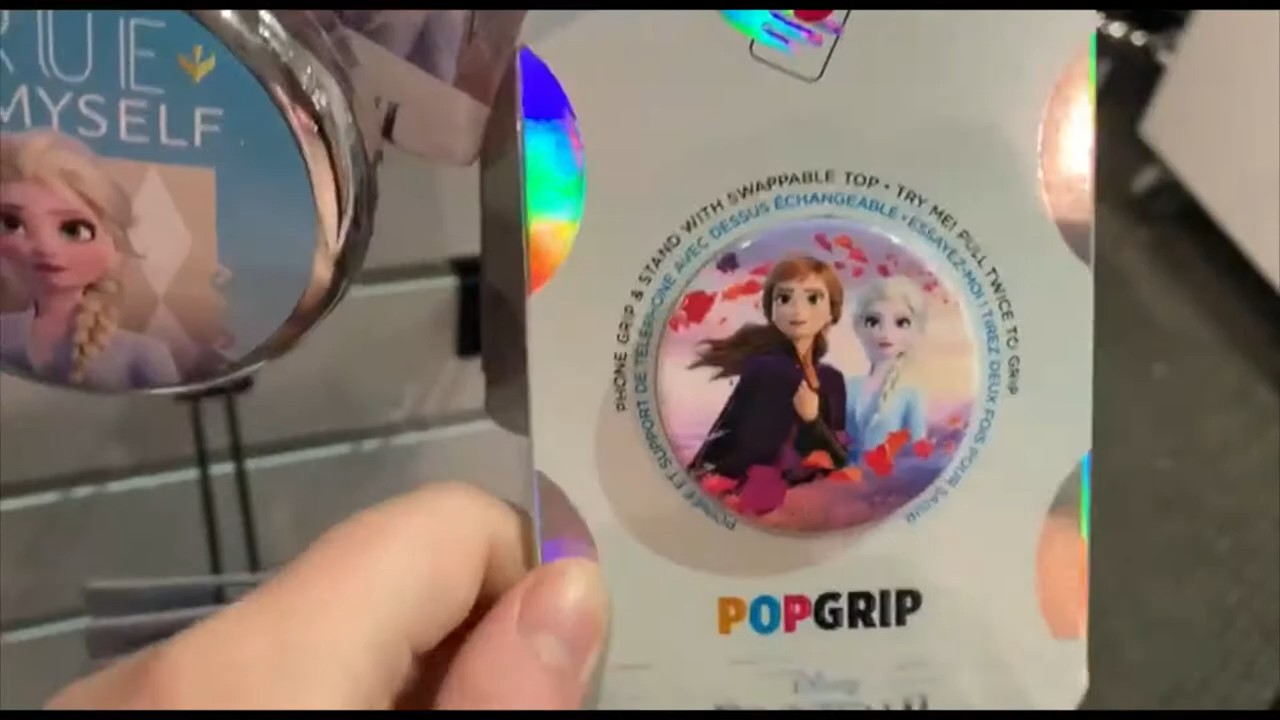 RUE
MYSELF
PHONE GRIP & STAND WITH SWAPPABLE TOP • TRY ME! PULL TWICE TO GRIP
POIGNÉE ET SUPPORT DE TÉLÉPHONE AVEC DESSUS ÉCHANGEABLE • ESSAYEZ-MOI ! TIREZ DEUX FOIS POUR SAISIR
POPGRIP
Disney